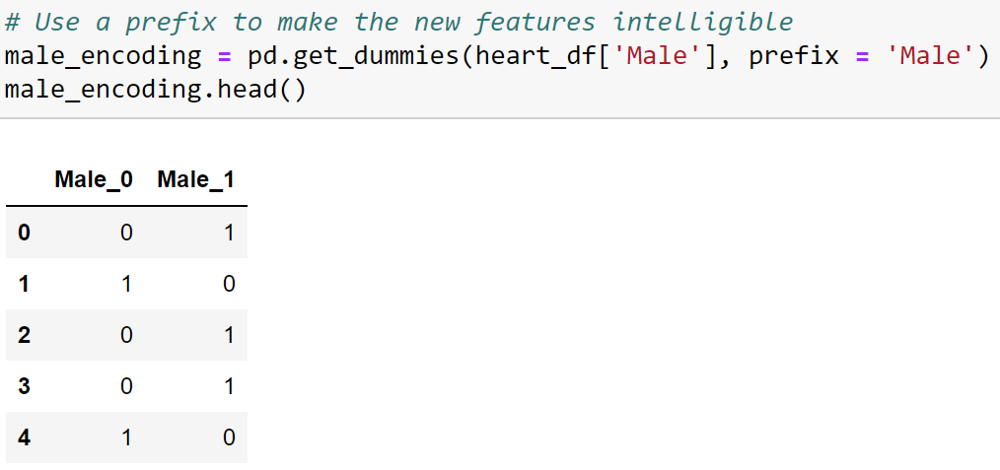 # Use a prefix to make the new features intelligible
male_encoding = pd.get_dummies(heart_df['Male'], prefix = 'Male')
male_encoding.head()
Male_0 Male_1
0 0 1
1 1 0
2 0 1
3 0 1
4 1 0